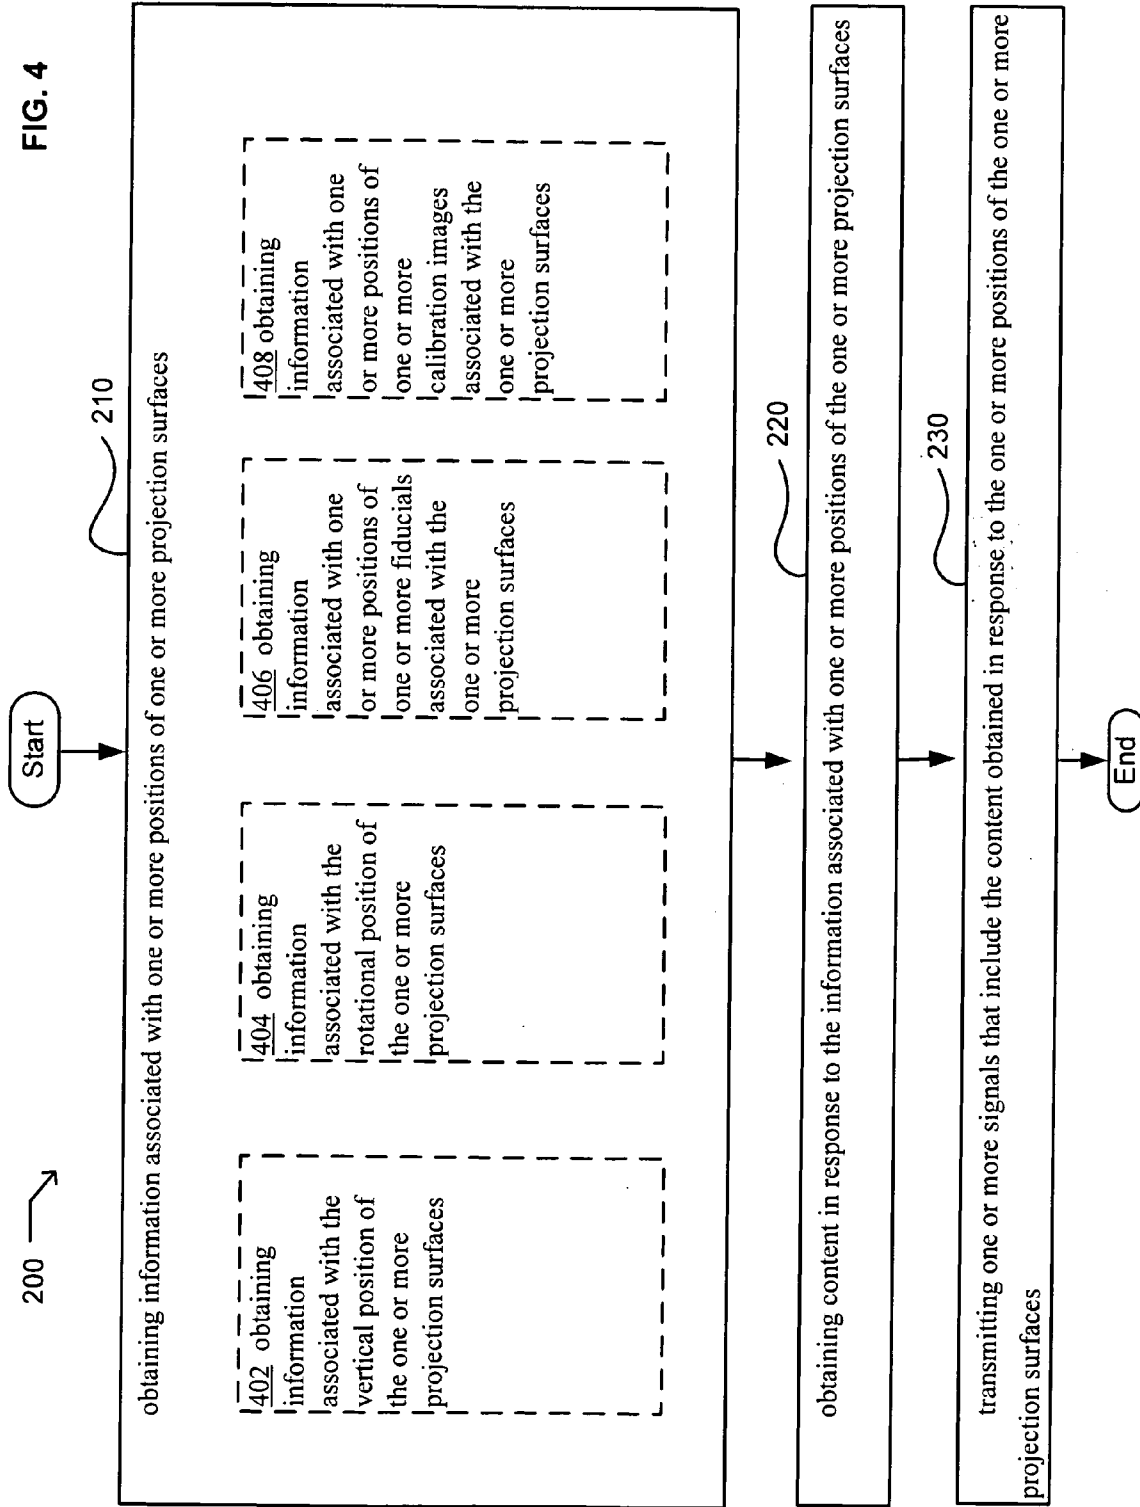 FIG. 4
200
Start
210
obtaining information associated with one or more positions of one or more projection surfaces
402 obtaining
information
associated with the
vertical position of
the one or more
projection surfaces
404 obtaining
information
associated with the
rotational position of
the one or more
projection surfaces
406 obtaining
information
associated with one
or more positions of
one or more fiducials
associated with the
one or more
projection surfaces
408 obtaining
information
associated with one
or more positions of
one or more
calibration images
associated with the
one or more
projection surfaces
220
obtaining content in response to the information associated with one or more positions of the one or more projection surfaces
230
transmitting one or more signals that include the content obtained in response to the one or more positions of the one or more
projection surfaces
End